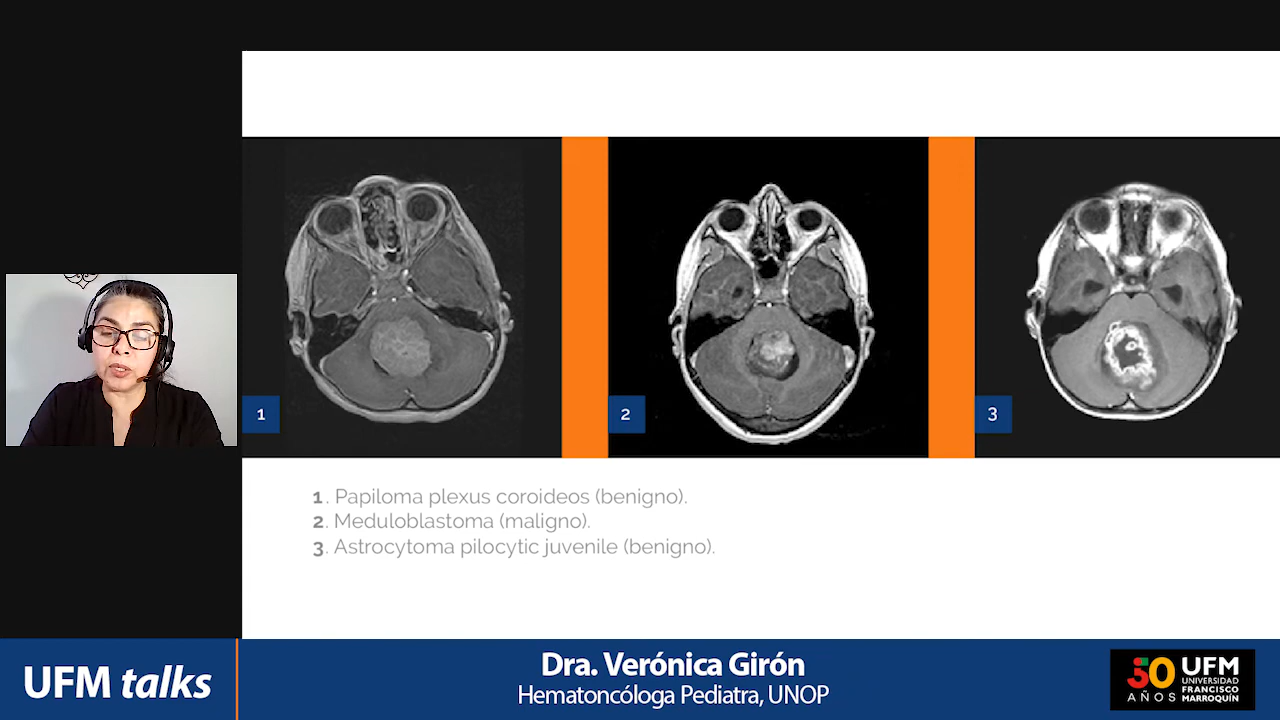 1
2
3
1. Papiloma plexus coroideos (benigno).
2. Meduloblastoma (maligno).
3. Astrocytoma pilocytic juvenile (benigno).
UFM talks
Dra. Verónica Girón
Hematoncóloga Pediatra, UNOP
50
AÑOS
UFM
UNIVERSIDAD
FRANCISCO
MARROQUÍN